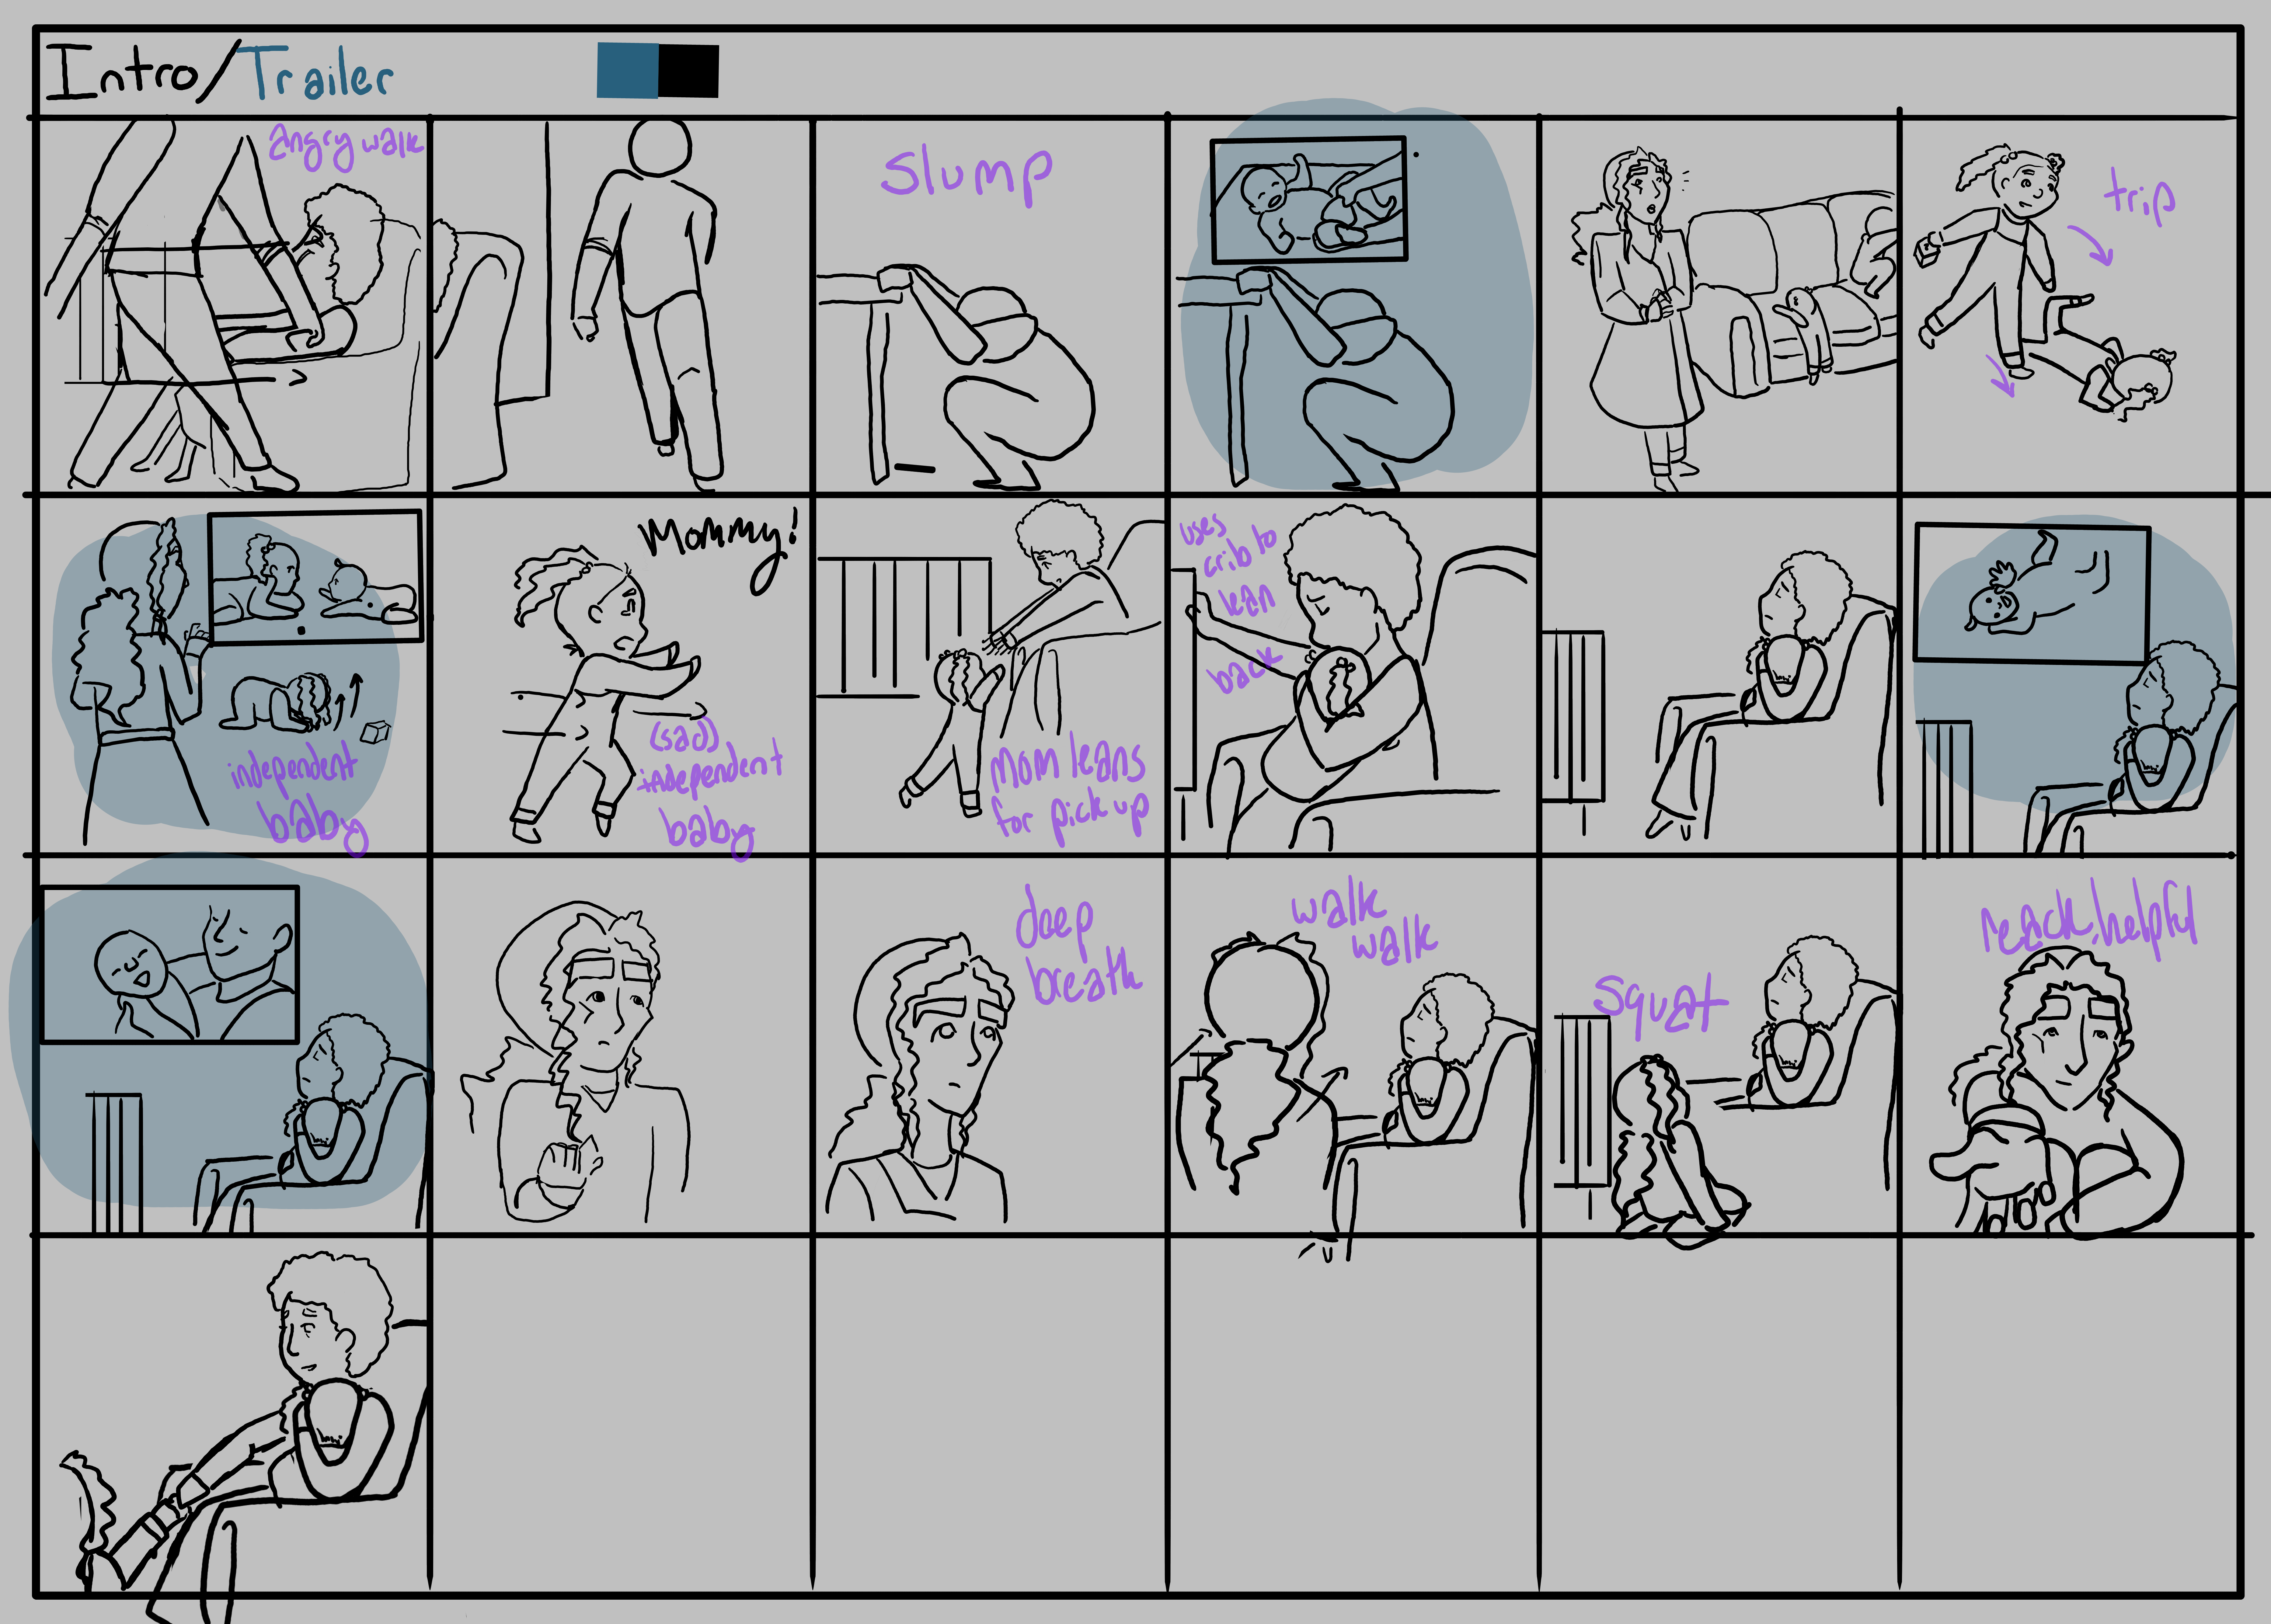 Intro/Trailer
angry walk
Slump
trip
independent
baby
Mommy!
(sad)
independent
baby
Mom leans
for pick up
uses
crib to
lean
back
deep
breath
walk
walk
Squat
reach:helpful